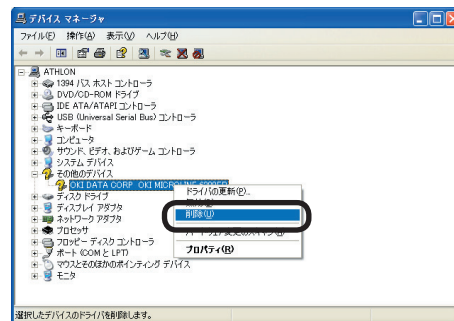 デバイス マネージャ
ファイル(F) 操作(A) 表示(V) ヘルプ(H)
ATHLON
1394 バス ホスト コントローラ
DVD/CD-ROM ドライブ
IDE ATA/ATAPI コントローラ
USB (Universal Serial Bus) コントローラ
キーボード
コンピュータ
サウンド、ビデオ、およびゲーム コントローラ
システム デバイス
その他のデバイス
OKI DATA CORP OKI MICROLINE
ディスク ドライブ
ディスプレイ アダプタ
ネットワーク アダプタ
プロセッサ
フロッピー ディスク コントローラ
ポート (COM と LPT)
マウスとそのほかのポインティング デバイス
モニタ
ドライバの更新(P)...
削除(U)
プロパティ(R)
選択したデバイスのドライバを削除します。